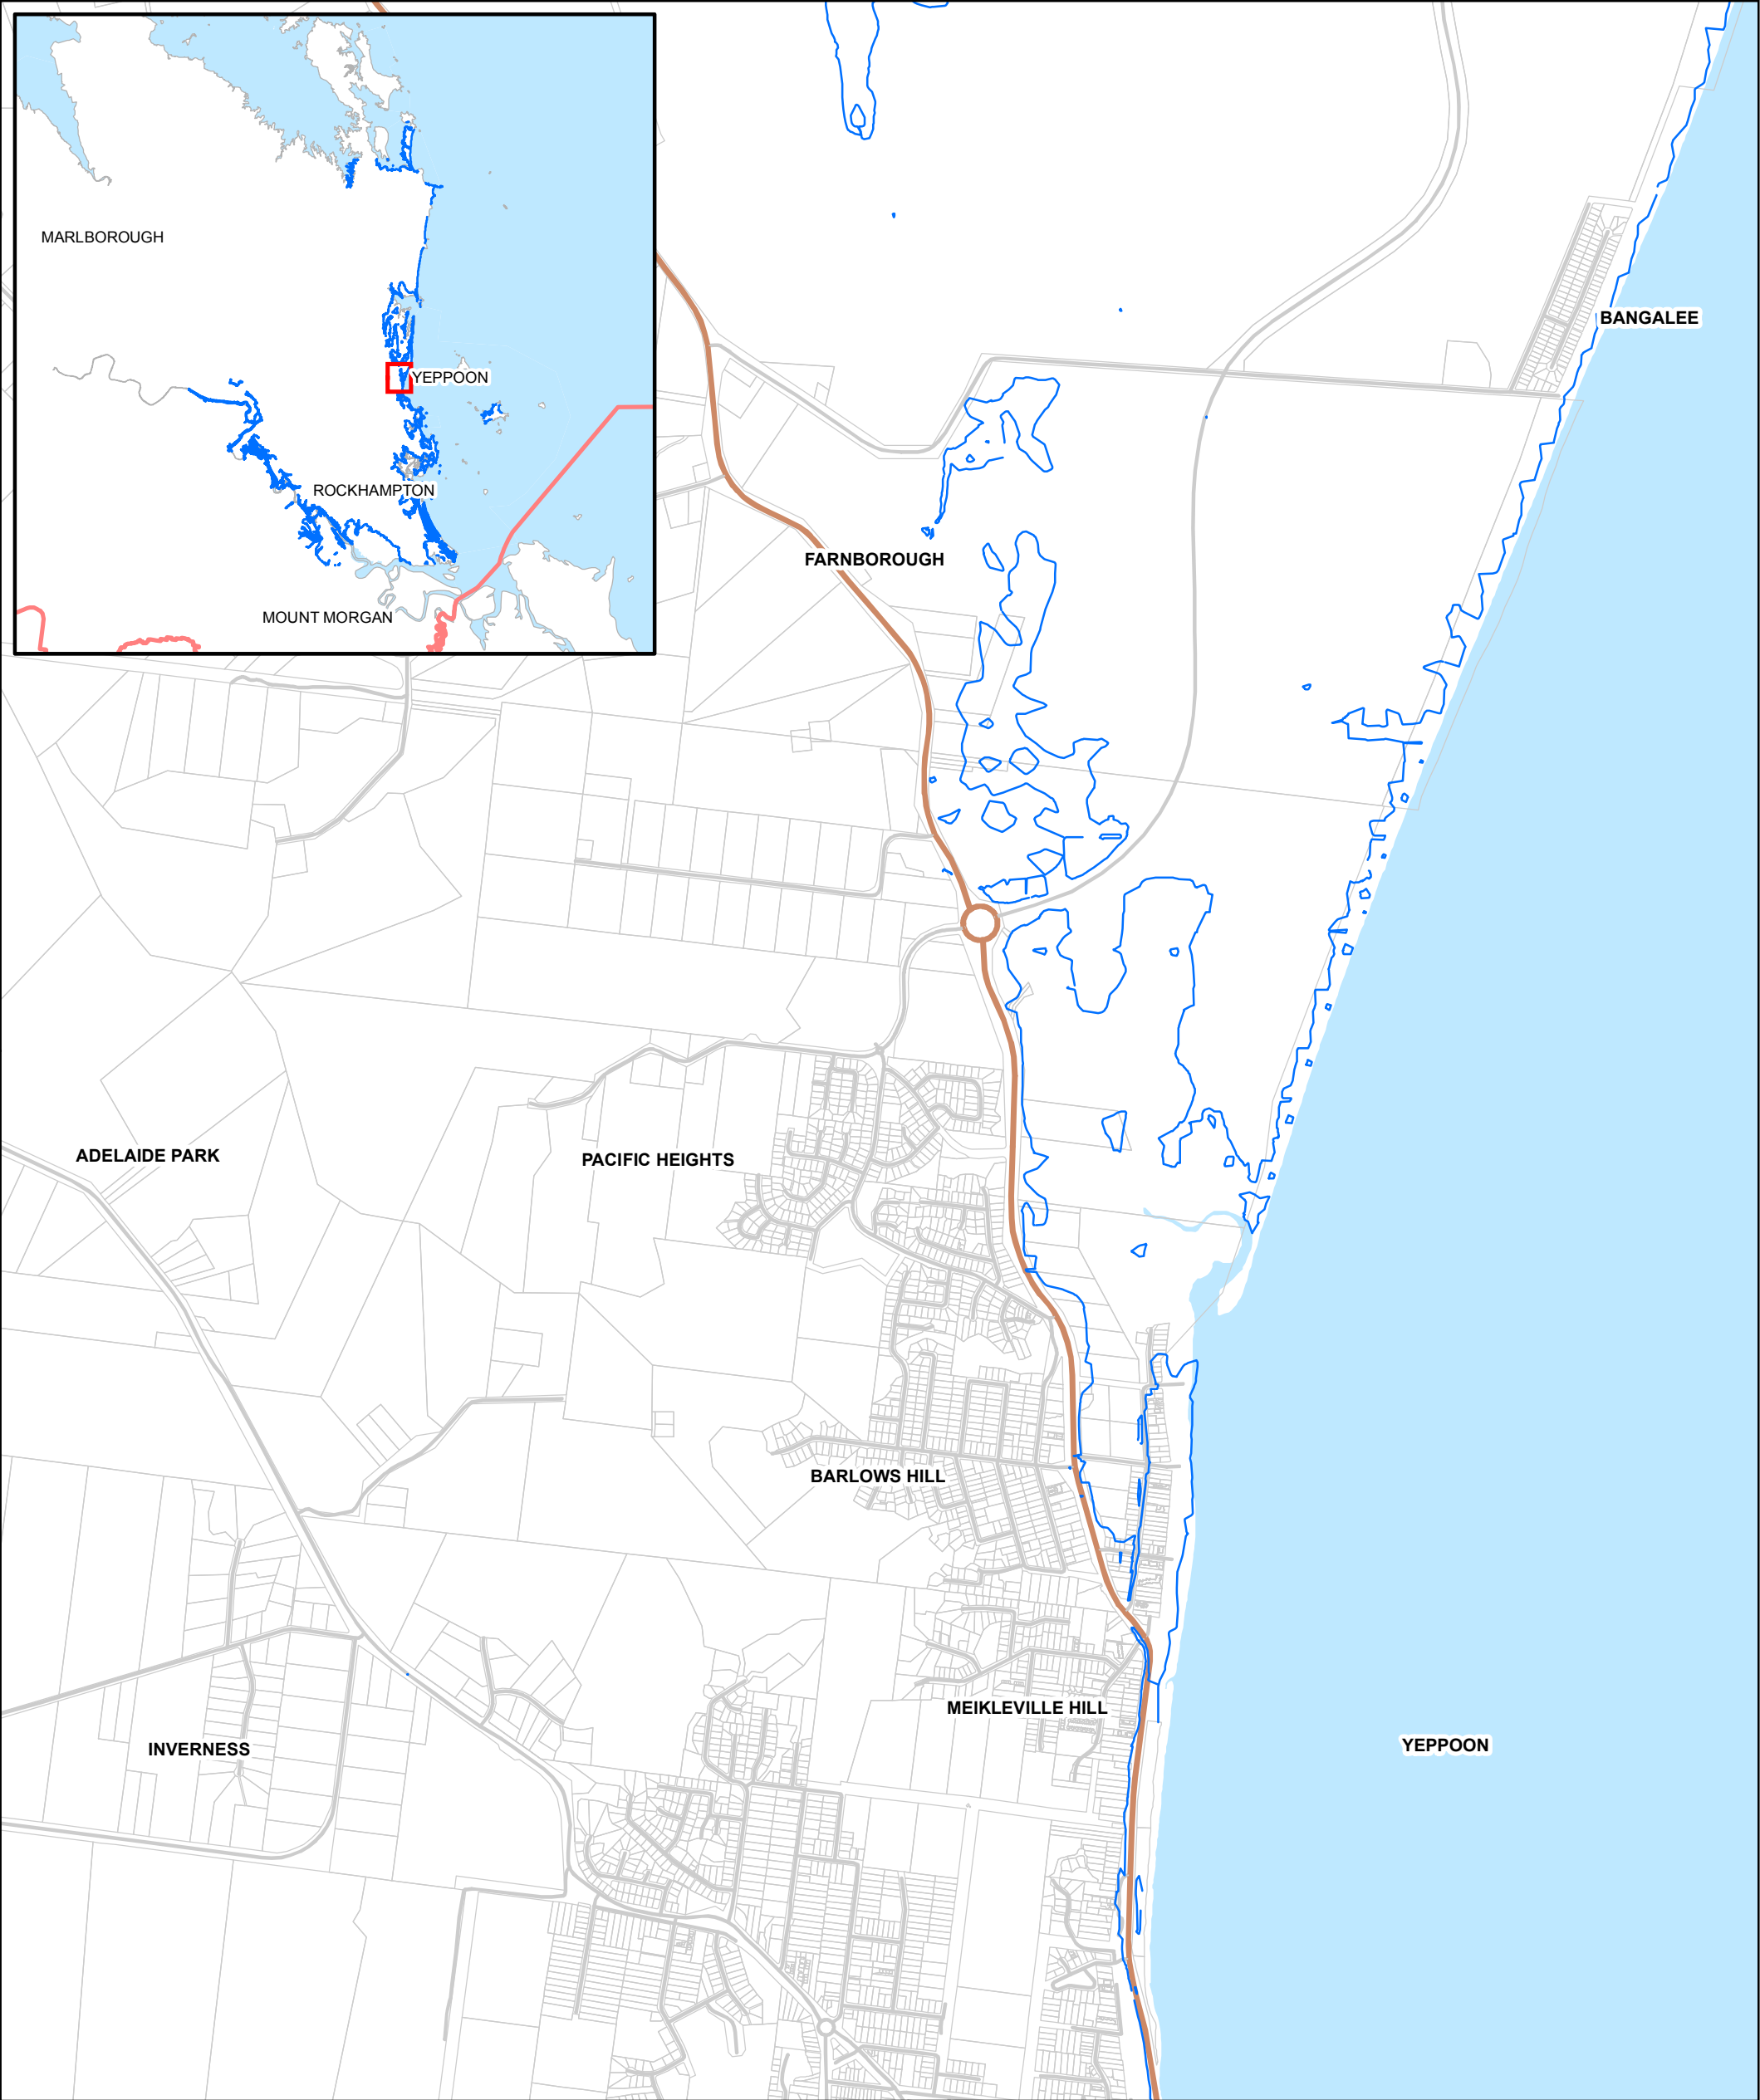 MARLBOROUGH
YEPPOON
ROCKHAMPTON
MOUNT MORGAN
BANGALEE
FARNBOROUGH
ADELAIDE PARK
PACIFIC HEIGHTS
BARLOWS HILL
MEIKLEVILLE HILL
YEPPOON
INVERNESS